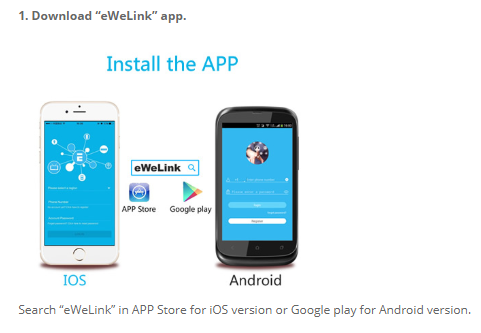 1. Download “eWeLink” app.
Install the APP
eWeLink
APP Store
Google play
IOS
Android
Search “eWeLink” in APP Store for iOS version or Google play for Android version.